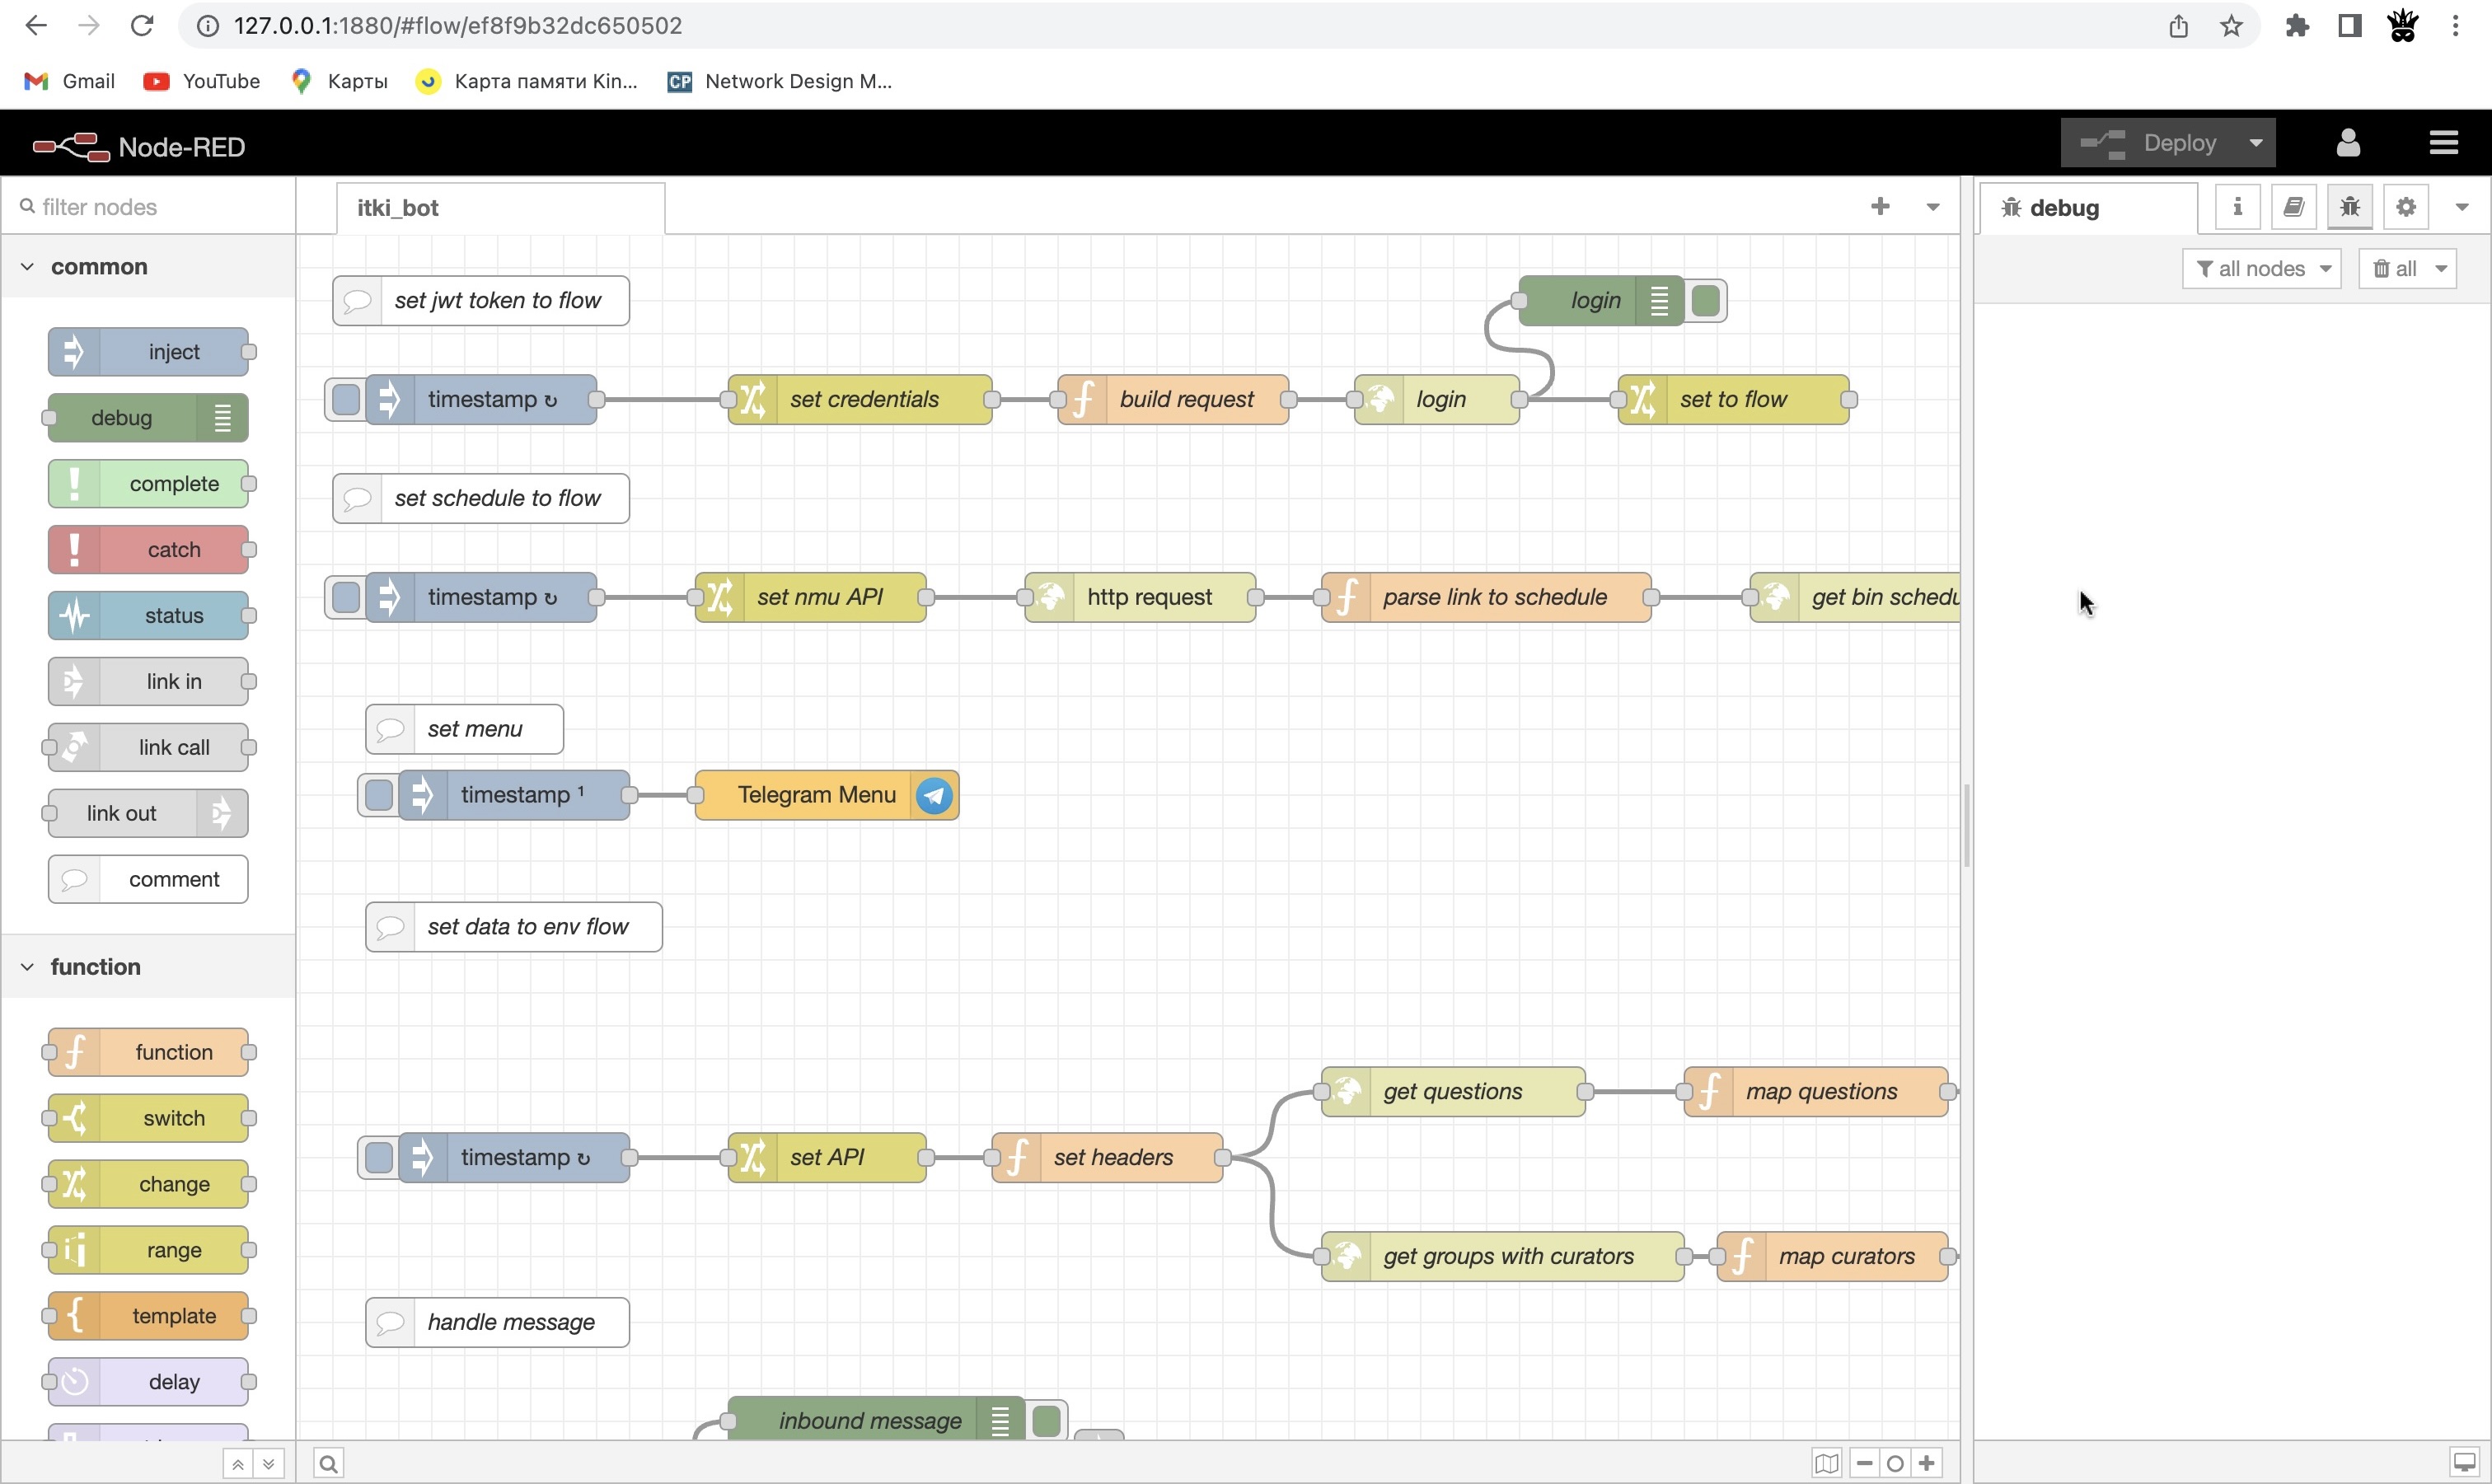 127.0.0.1:1880/#flow/ef8f9b32dc650502
Gmail YouTube Карты Карта памяти Kin... CP Network Design M...
Node-RED Deploy
filter nodes itki_bot debug
common
all nodes all
inject
debug
complete
catch
status
link in
link call
link out
comment
function
function
switch
change
range
template
delay
set jwt token to flow
login
timestamp ↻ set credentials build request login set to flow
set schedule to flow
timestamp ↻ set nmu API http request parse link to schedule get bin schedu
set menu
timestamp ¹ Telegram Menu
set data to env flow
get questions map questions
timestamp ↻ set API set headers
get groups with curators map curators
handle message
inbound message